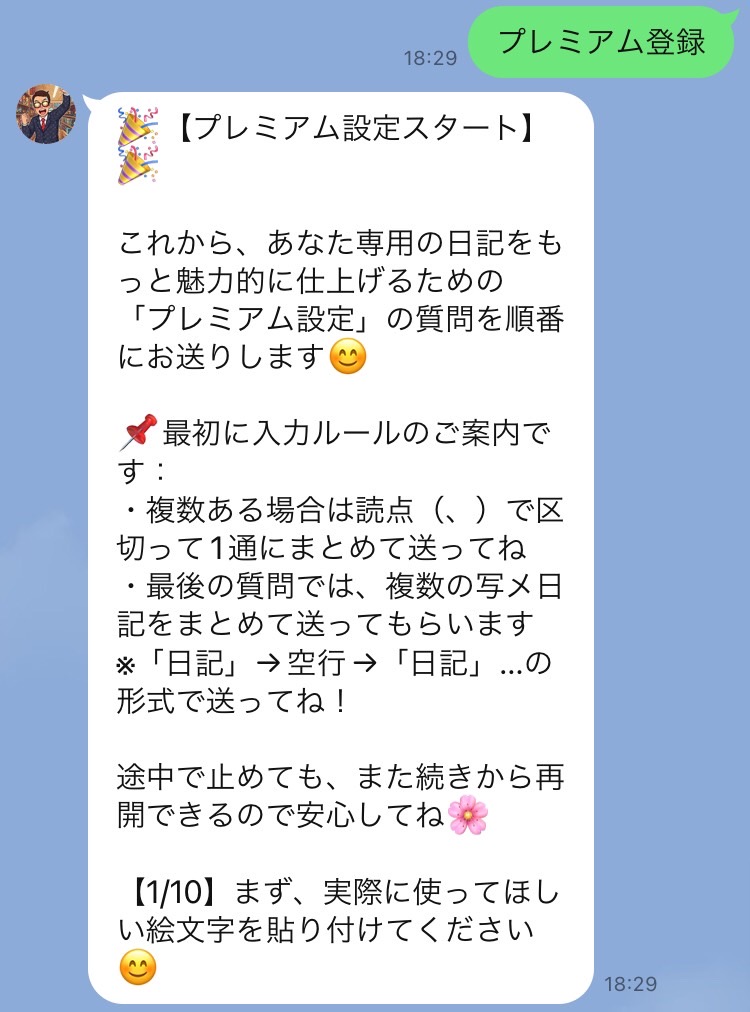 プレミアム登録
18:29
🎉【プレミアム設定スタート】
🎉
これから、あなた専用の日記をも
っと魅力的に仕上げるための
「プレミアム設定」の質問を順番
にお送りします😊
📌最初に入力ルールのご案内で
す：
・複数ある場合は読点（、）で区
切って1通にまとめて送ってね
・最後の質問では、複数の写メ日
記をまとめて送ってもらいます
※「日記」→空行→「日記」…の
形式で送ってね！
途中で止めても、また続きから再
開できるので安心してね🌸
【1/10】まず、実際に使ってほし
い絵文字を貼り付けてください
😊
18:29